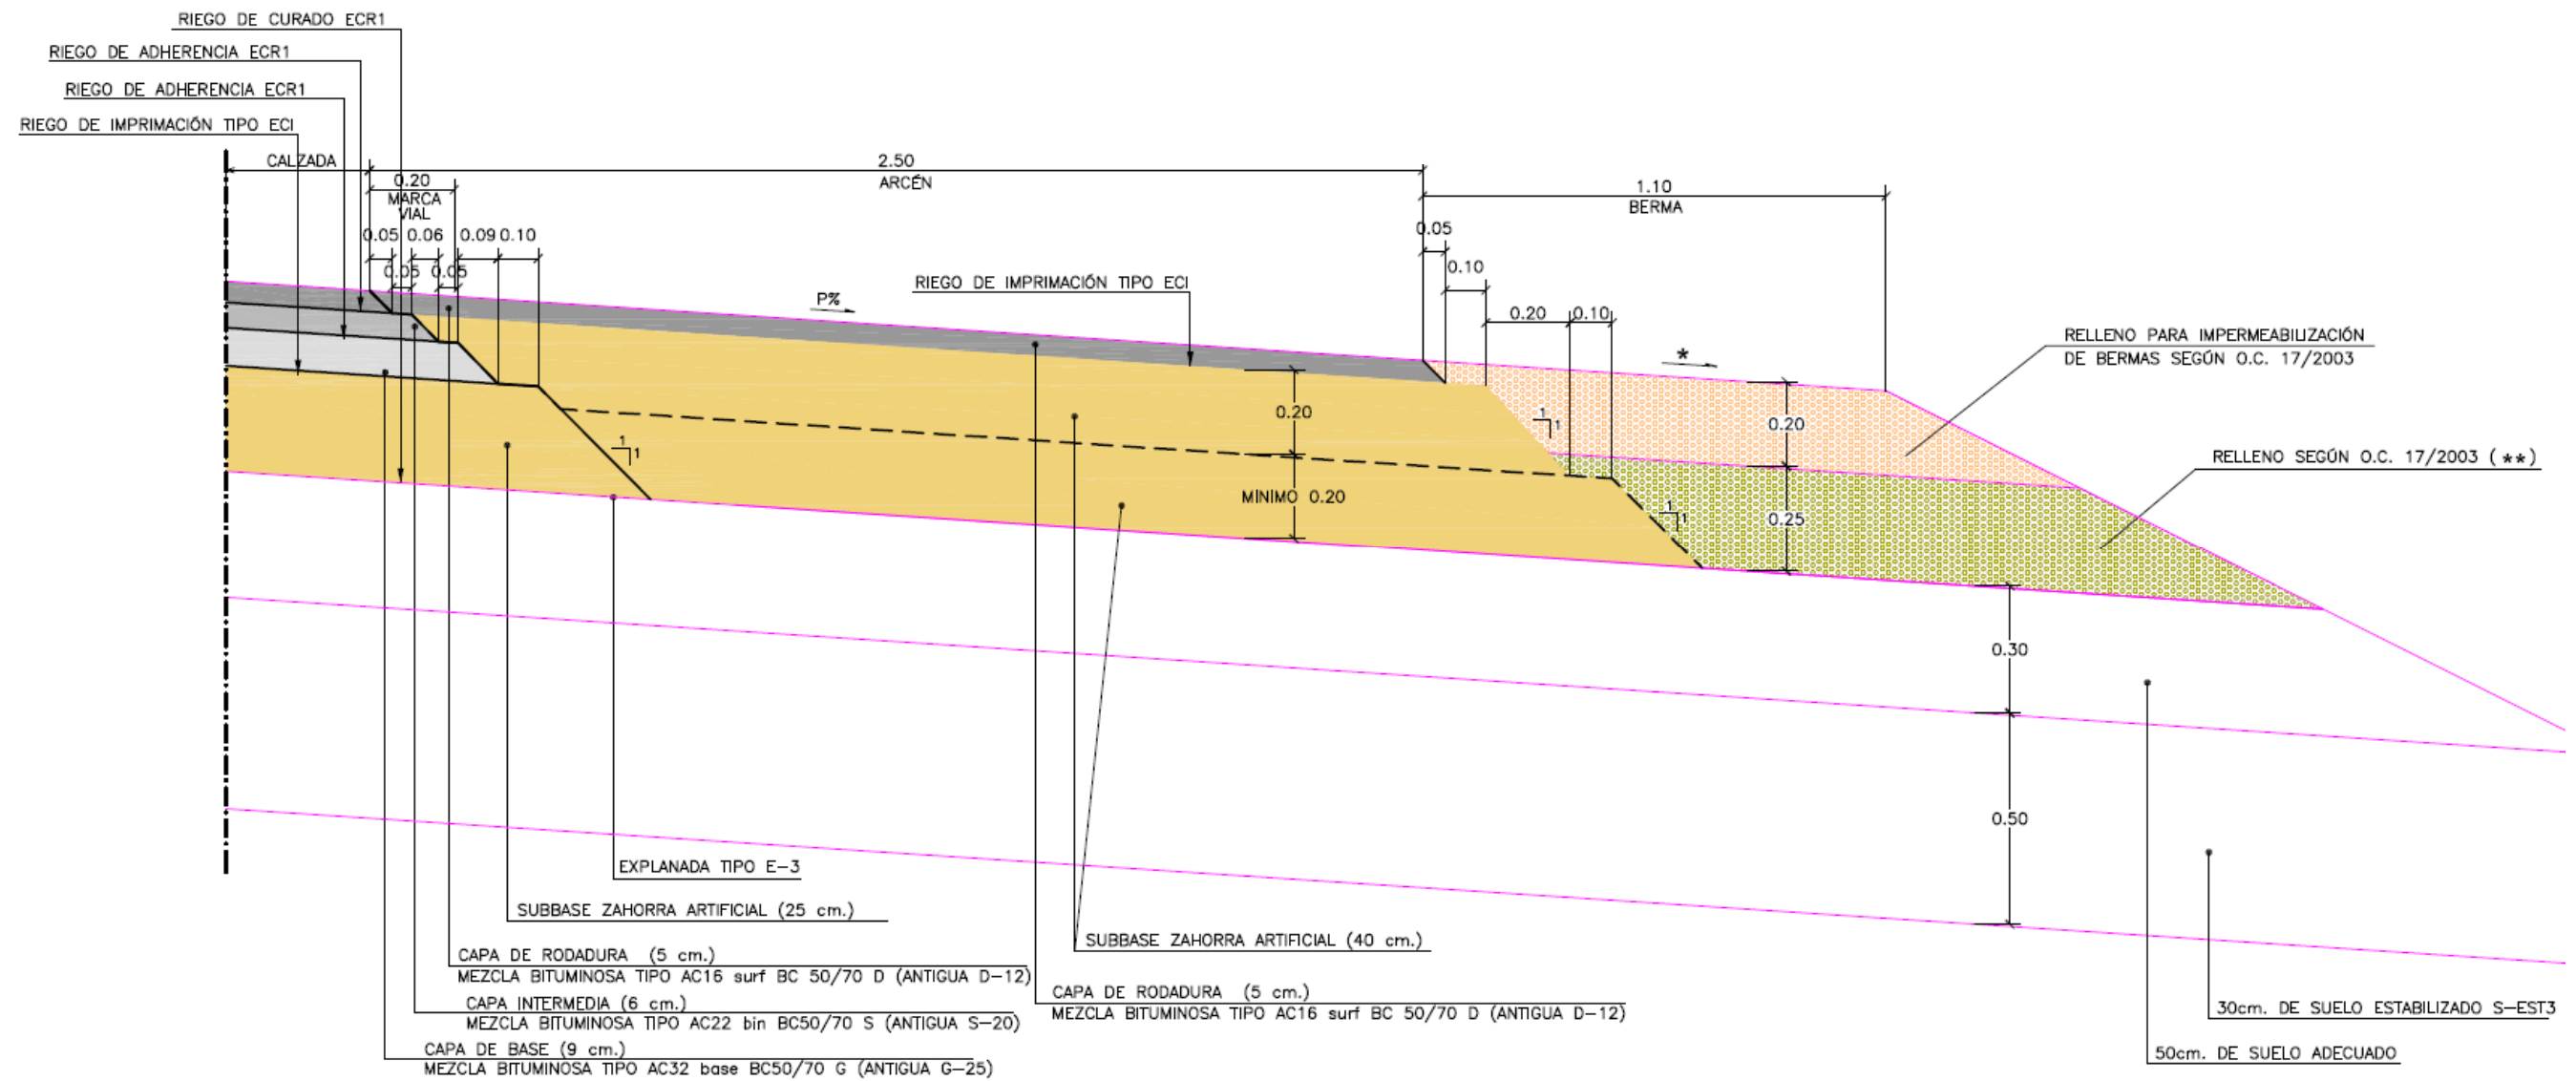 RIEGO DE CURADO ECR1
RIEGO DE ADHERENCIA ECR1
RIEGO DE ADHERENCIA ECR1
RIEGO DE IMPRIMACIÓN TIPO ECI
CALZADA
2.50
ARCÉN
0.20
MARCA
VIAL
1.10
BERMA
0.05
0.06
0.09
0.10
0.05
0.05
0.05
0.10
0.20
0.10
RIEGO DE IMPRIMACIÓN TIPO ECI
P%
*
RELLENO PARA IMPERMEABILIZACIÓN
DE BERMAS SEGÚN O.C. 17/2003
RELLENO SEGÚN O.C. 17/2003 (**)
0.20
MINIMO 0.20
1
1
1
1
1
1
0.20
0.25
0.30
0.50
EXPLANADA TIPO E-3
SUBBASE ZAHORRA ARTIFICIAL (25 cm.)
CAPA DE RODADURA (5 cm.)
MEZCLA BITUMINOSA TIPO AC16 surf BC 50/70 D (ANTIGUA D-12)
CAPA INTERMEDIA (6 cm.)
MEZCLA BITUMINOSA TIPO AC22 bin BC50/70 S (ANTIGUA S-20)
CAPA DE BASE (9 cm.)
MEZCLA BITUMINOSA TIPO AC32 base BC50/70 G (ANTIGUA G-25)
SUBBASE ZAHORRA ARTIFICIAL (40 cm.)
CAPA DE RODADURA (5 cm.)
MEZCLA BITUMINOSA TIPO AC16 surf BC 50/70 D (ANTIGUA D-12)
30cm. DE SUELO ESTABILIZADO S-EST3
50cm. DE SUELO ADECUADO